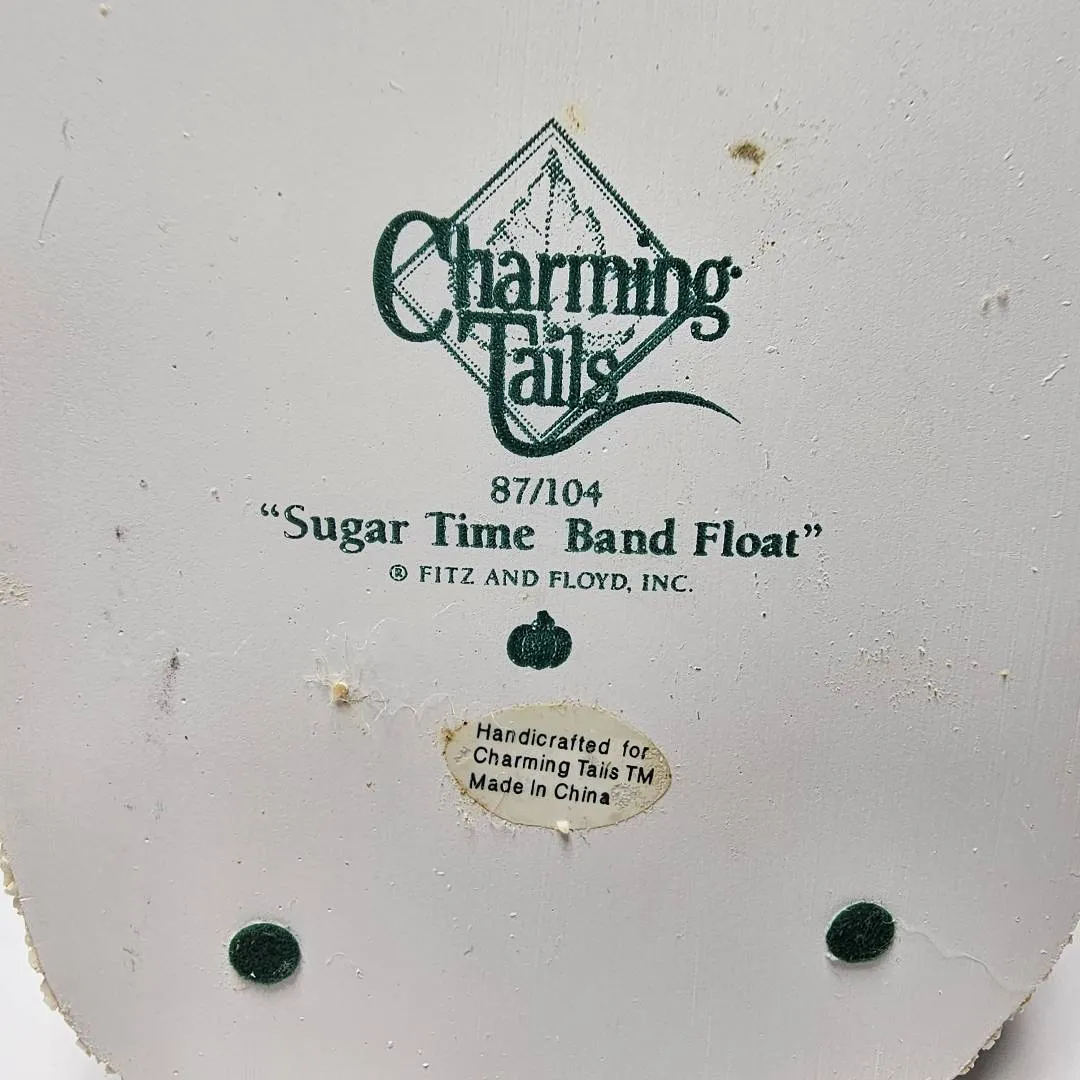 Charming
Tails
87/104
“Sugar Time Band Float”
® FITZ AND FLOYD, INC.
Handicrafted for
Charming Tails TM
Made In China